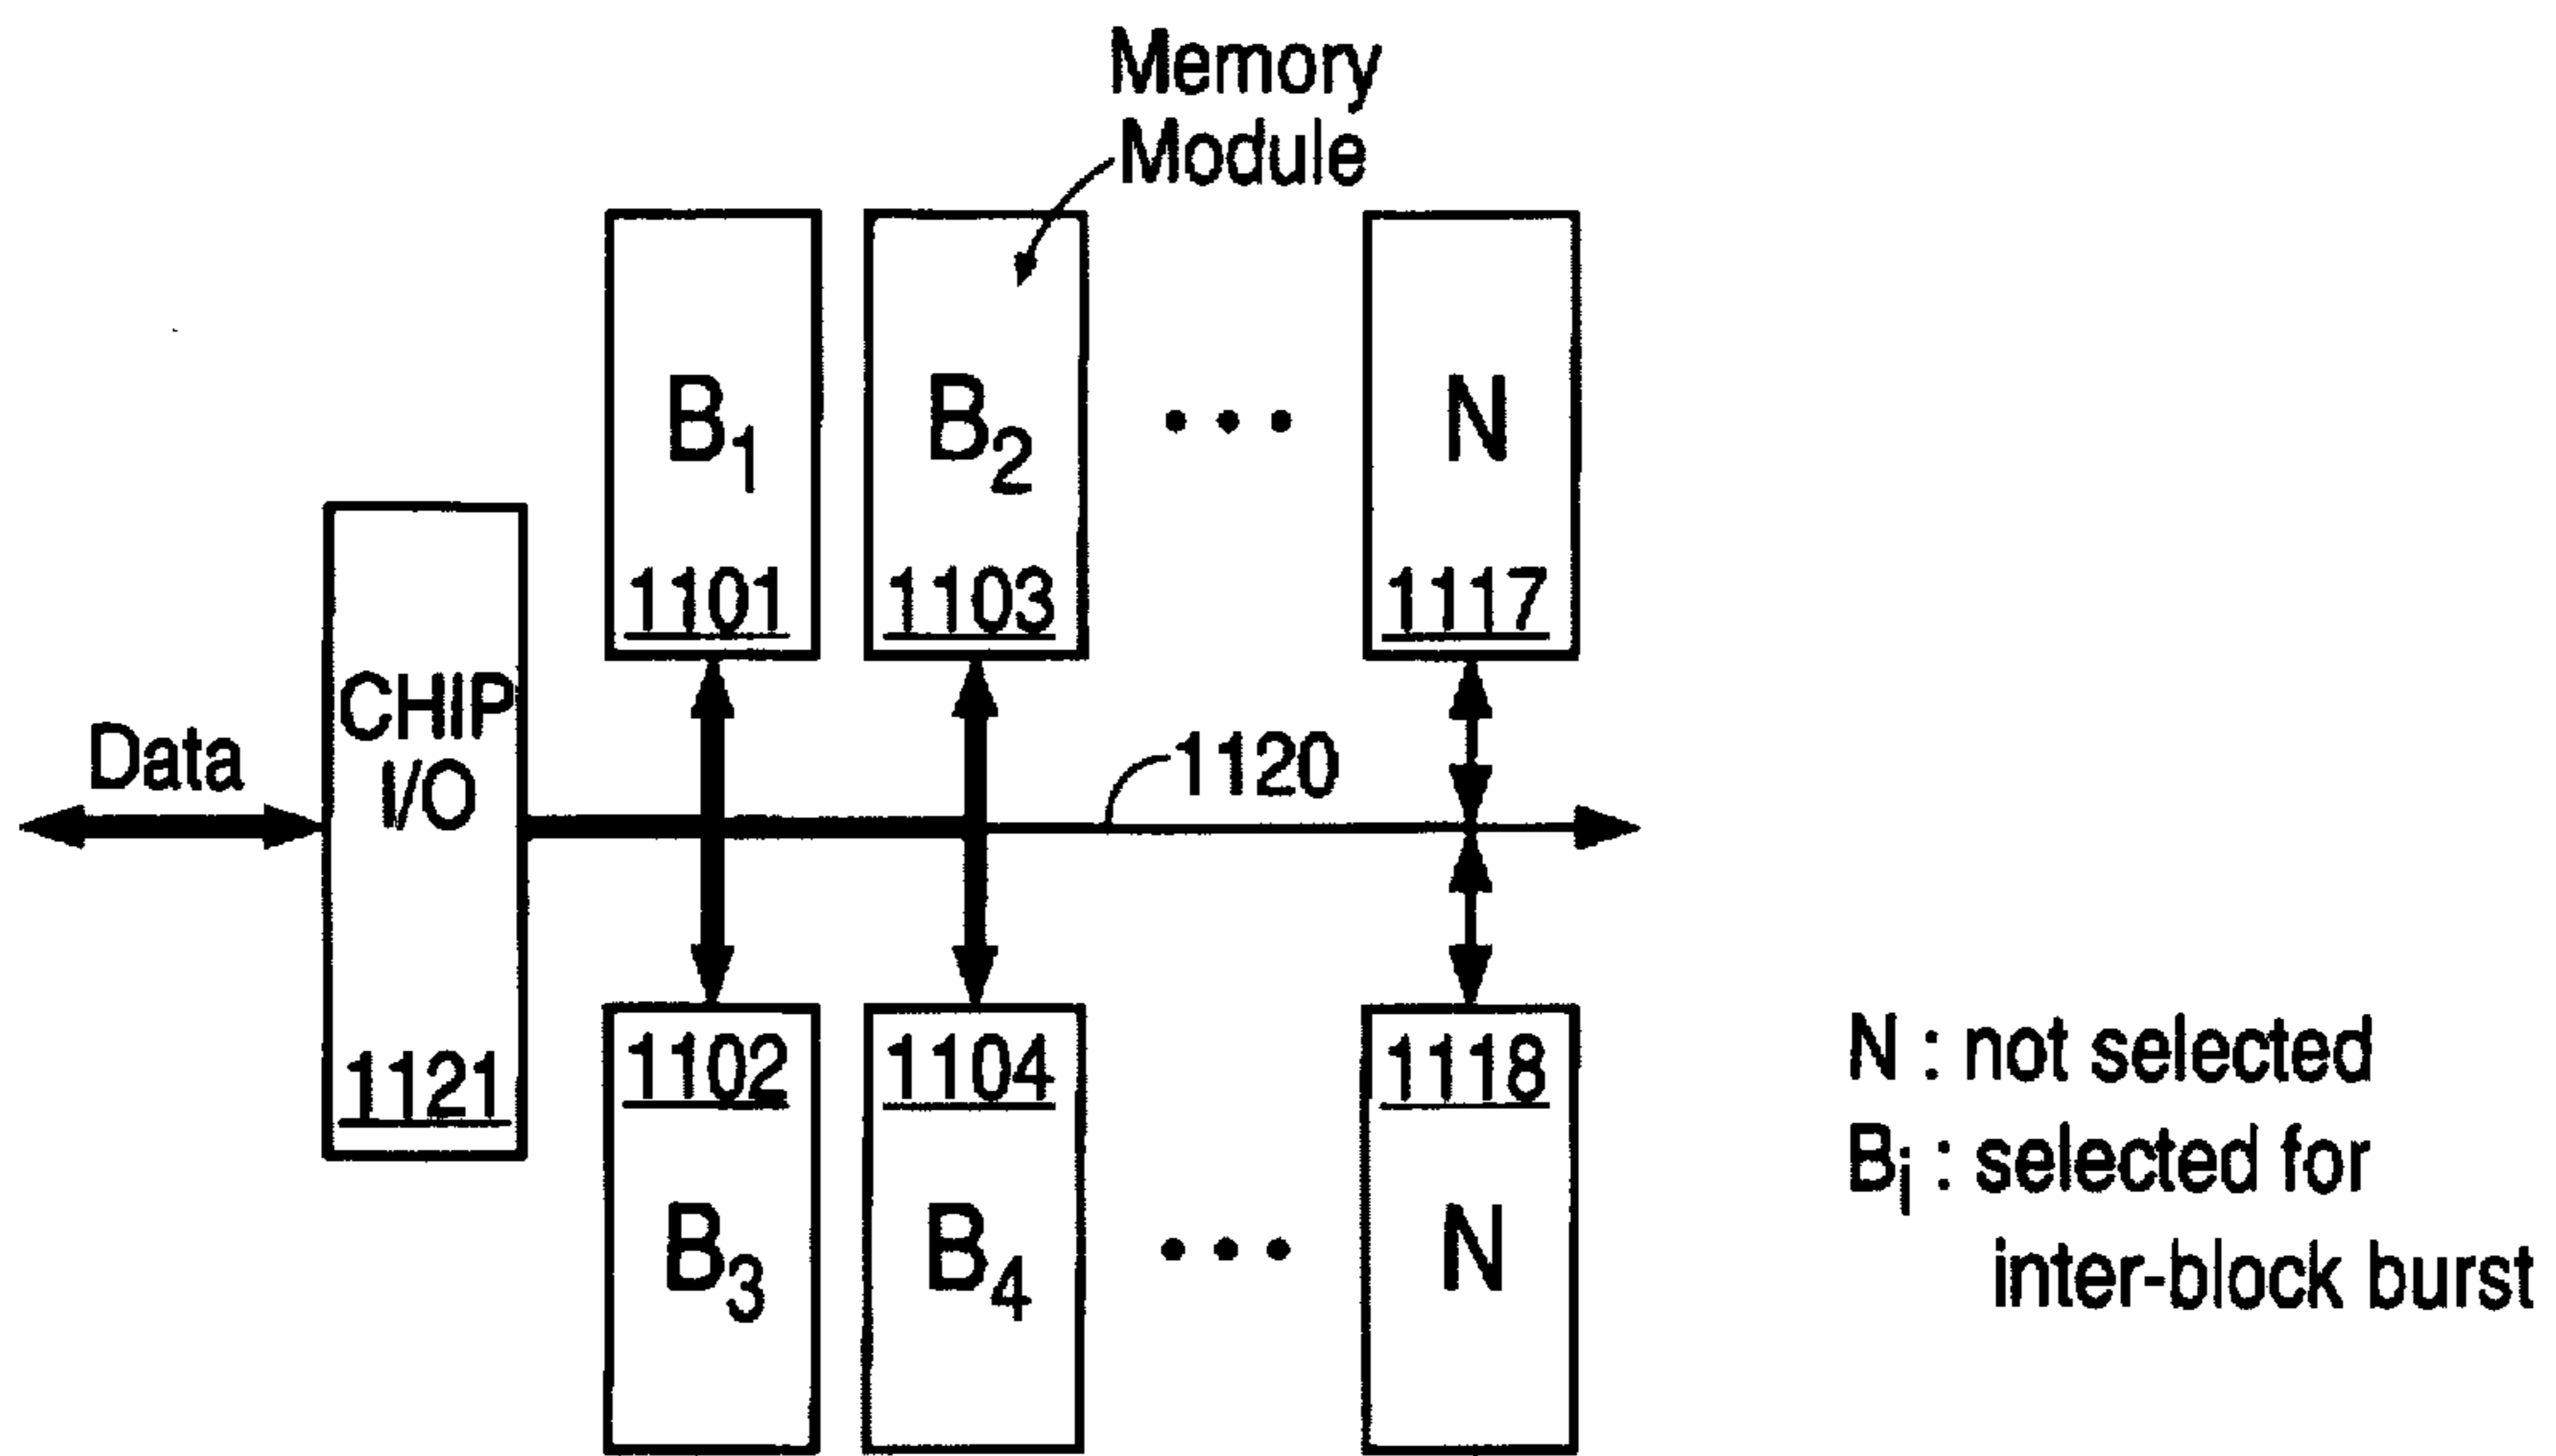 Memory
Module
B1
B2
N
1101
1103
1117
CHIP
I/O
Data
1120
1121
1102
1104
1118
B3
B4
N
N : not selected
Bi : selected for
inter-block burst